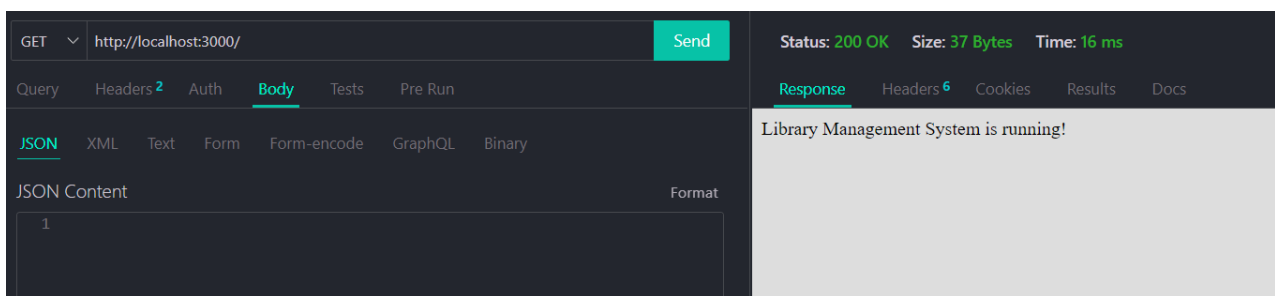 GET http://localhost:3000/ Send
Query Headers 2 Auth Body Tests Pre Run
JSON XML Text Form Form-encode GraphQL Binary
JSON Content Format
1
Status: 200 OK Size: 37 Bytes Time: 16 ms
Response Headers 6 Cookies Results Docs
Library Management System is running!